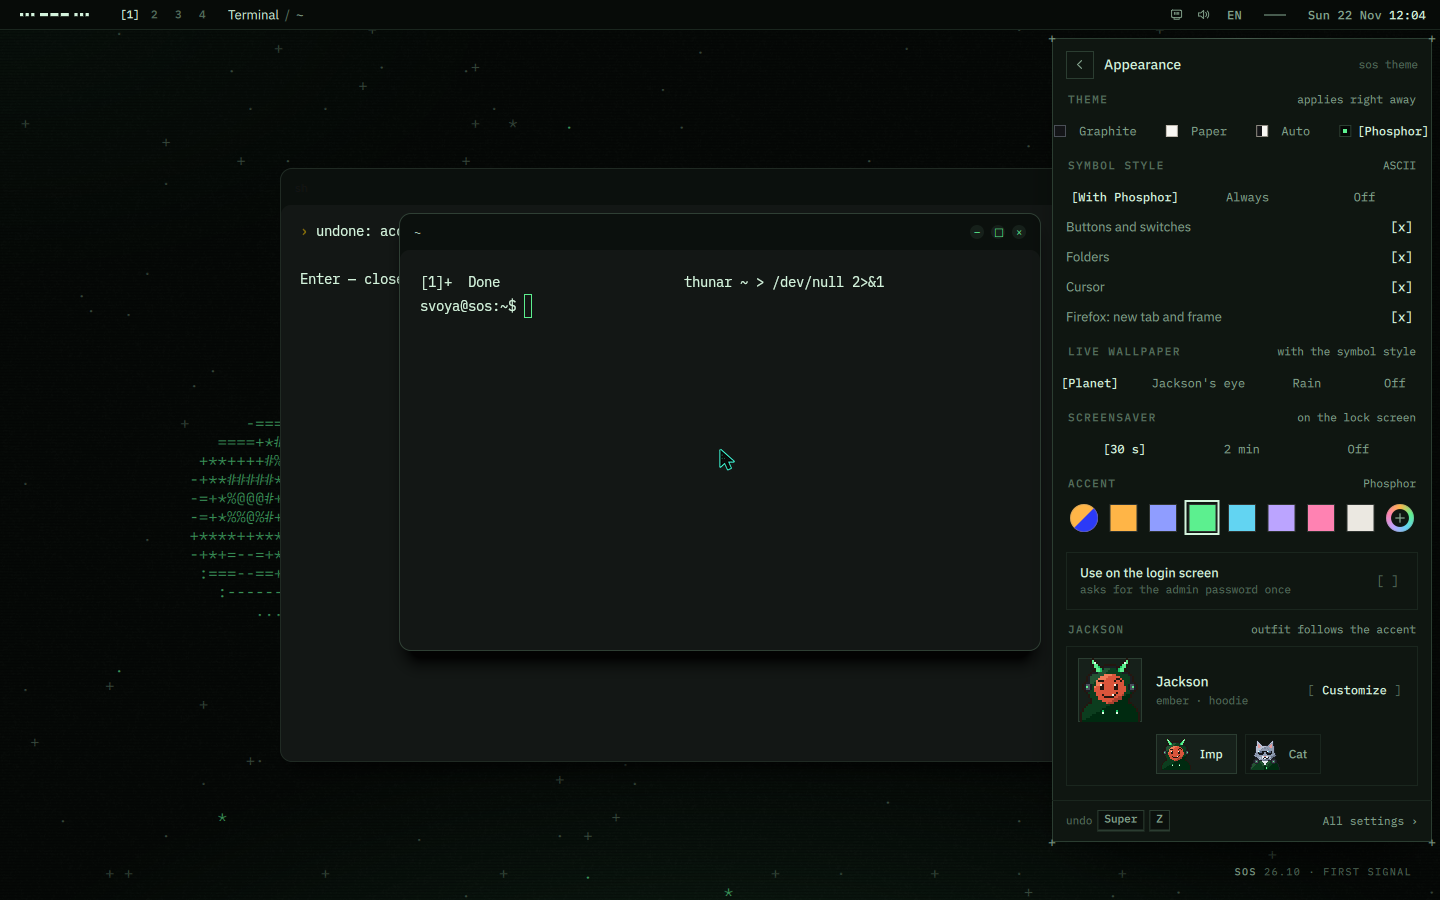 [1] 2 3 4 Terminal / ~ EN Sun 22 Nov 12:04
Appearance sos theme
THEME applies right away
Graphite Paper Auto [Phosphor]
SYMBOL STYLE ASCII
[With Phosphor] Always Off
Buttons and switches [x]
Folders [x]
Cursor [x]
Firefox: new tab and frame [x]
LIVE WALLPAPER with the symbol style
[Planet] Jackson's eye Rain Off
SCREENSAVER on the lock screen
[30 s] 2 min Off
ACCENT Phosphor
Use on the login screen [ ]
asks for the admin password once
JACKSON outfit follows the accent
Jackson
ember · hoodie
[ Customize ]
Imp Cat
undo Super Z All settings ›
› undone: acc
Enter — close
~
[1]+  Done                       thunar ~ > /dev/null 2>&1
svoya@sos:~$
SOS 26.10 · FIRST SIGNAL